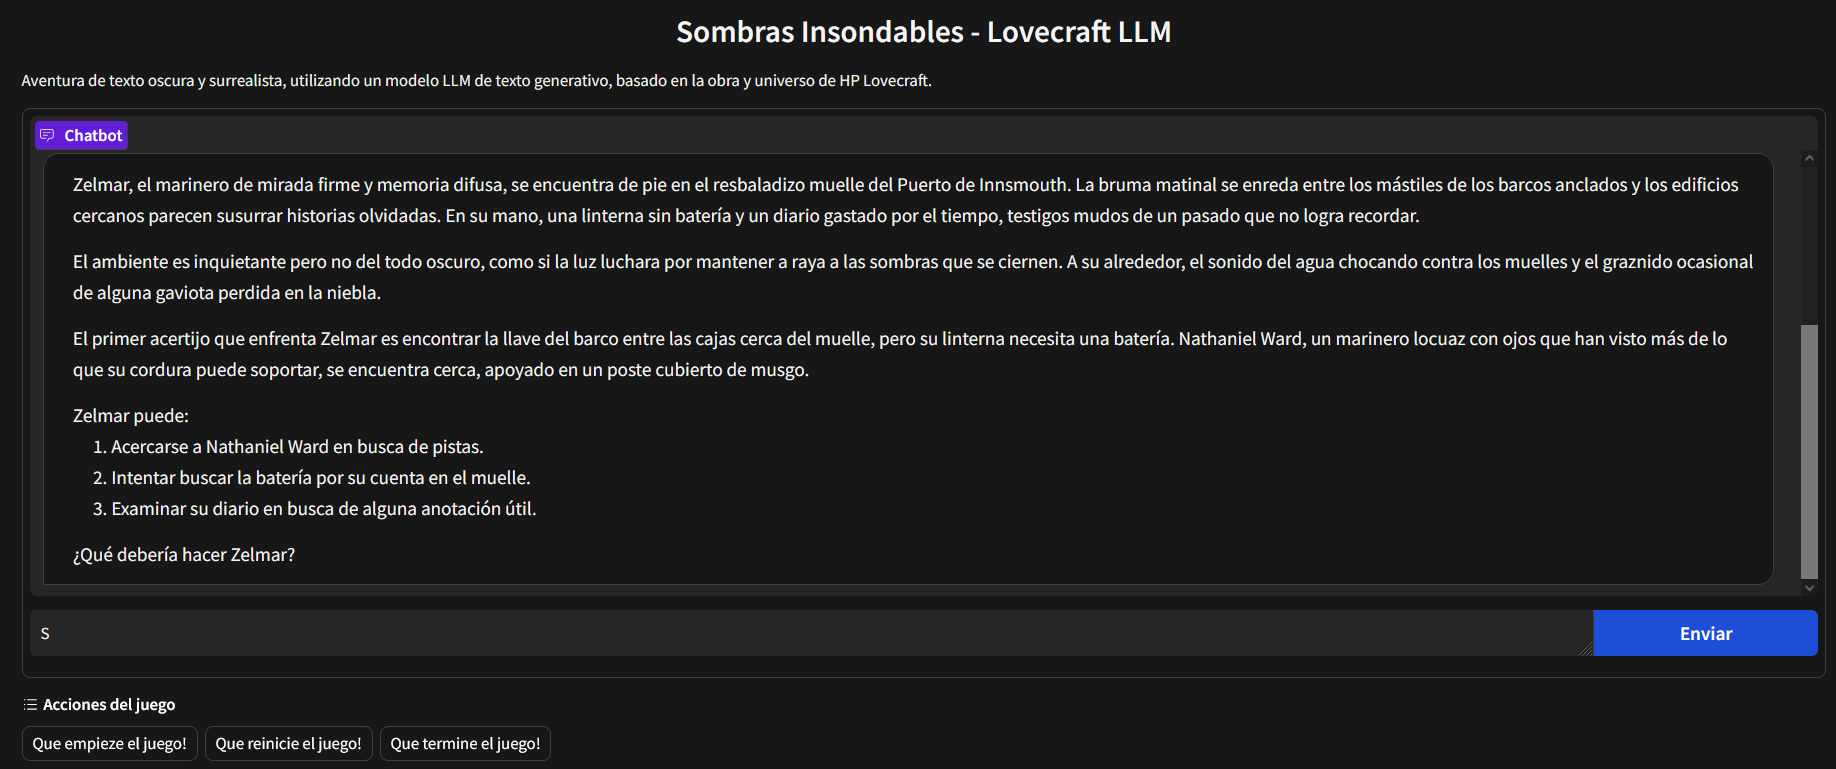 Sombras Insondables - Lovecraft LLM
Aventura de texto oscura y surrealista, utilizando un modelo LLM de texto generativo, basado en la obra y universo de HP Lovecraft.
Chatbot
Zelmar, el marinero de mirada firme y memoria difusa, se encuentra de pie en el resbaladizo muelle del Puerto de Innsmouth. La bruma matinal se enreda entre los mástiles de los barcos anclados y los edificios
cercanos parecen susurrar historias olvidadas. En su mano, una linterna sin batería y un diario gastado por el tiempo, testigos mudos de un pasado que no logra recordar.
El ambiente es inquietante pero no del todo oscuro, como si la luz luchara por mantener a raya a las sombras que se ciernen. A su alrededor, el sonido del agua chocando contra los muelles y el graznido ocasional
de alguna gaviota perdida en la niebla.
El primer acertijo que enfrenta Zelmar es encontrar la llave del barco entre las cajas cerca del muelle, pero su linterna necesita una batería. Nathaniel Ward, un marinero locuaz con ojos que han visto más de lo
que su cordura puede soportar, se encuentra cerca, apoyado en un poste cubierto de musgo.
Zelmar puede:
1. Acercarse a Nathaniel Ward en busca de pistas.
2. Intentar buscar la batería por su cuenta en el muelle.
3. Examinar su diario en busca de alguna anotación útil.
¿Qué debería hacer Zelmar?
S
Enviar
Acciones del juego
Que empieze el juego!
Que reinicie el juego!
Que termine el juego!